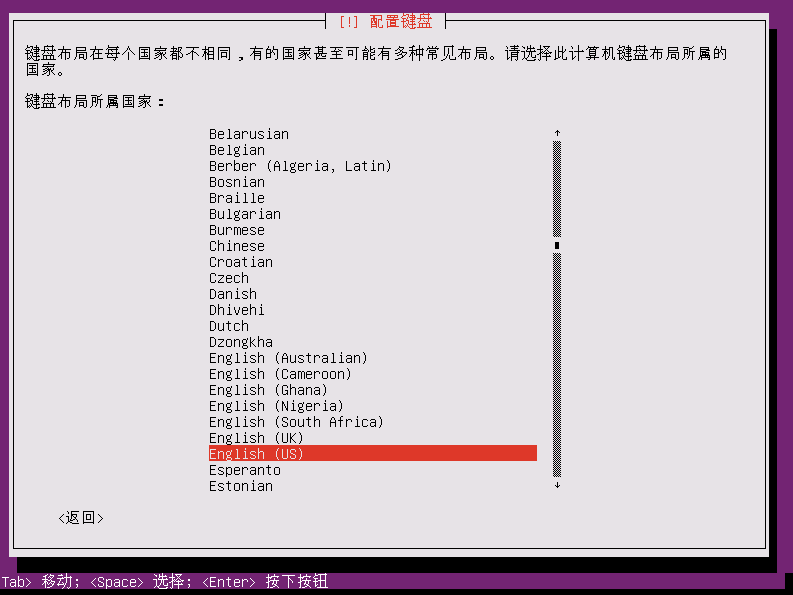 [!] 配置键盘
键盘布局在每个国家都不相同,有的国家甚至可能有多种常见布局。请选择此计算机键盘布局所属的
国家。
键盘布局所属国家：
Belarusian
Belgian
Berber (Algeria, Latin)
Bosnian
Braille
Bulgarian
Burmese
Chinese
Croatian
Czech
Danish
Dhivehi
Dutch
Dzongkha
English (Australian)
English (Cameroon)
English (Ghana)
English (Nigeria)
English (South Africa)
English (UK)
English (US)
Esperanto
Estonian
<返回>
Tab> 移动; <Space> 选择; <Enter> 按下按钮